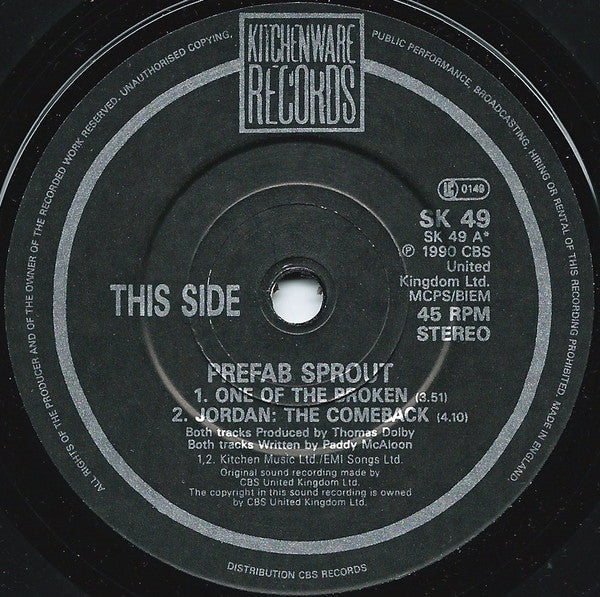 KITCHENWARE
RECORDS
ALL RIGHTS OF THE PRODUCER AND OF THE OWNER OF THE RECORDED WORK RESERVED. UNAUTHORISED COPYING, PUBLIC PERFORMANCE, BROADCASTING, HIRING OR RENTAL OF THIS RECORDING PROHIBITED. MADE IN ENGLAND.
LC 0149
SK 49
SK 49 A*
℗ 1990 CBS
United
Kingdom Ltd.
MCPS/BIEM
THIS SIDE
45 RPM
STEREO
PREFAB SPROUT
1. ONE OF THE BROKEN (3.51)
2. JORDAN: THE COMEBACK (4.10)
Both tracks Produced by Thomas Dolby
Both tracks Written by Paddy McAloon
1,2. Kitchen Music Ltd./EMI Songs Ltd.
Original sound recording made by
CBS United Kingdom Ltd.
The copyright in this sound recording is owned
by CBS United Kingdom Ltd.
DISTRIBUTION CBS RECORDS